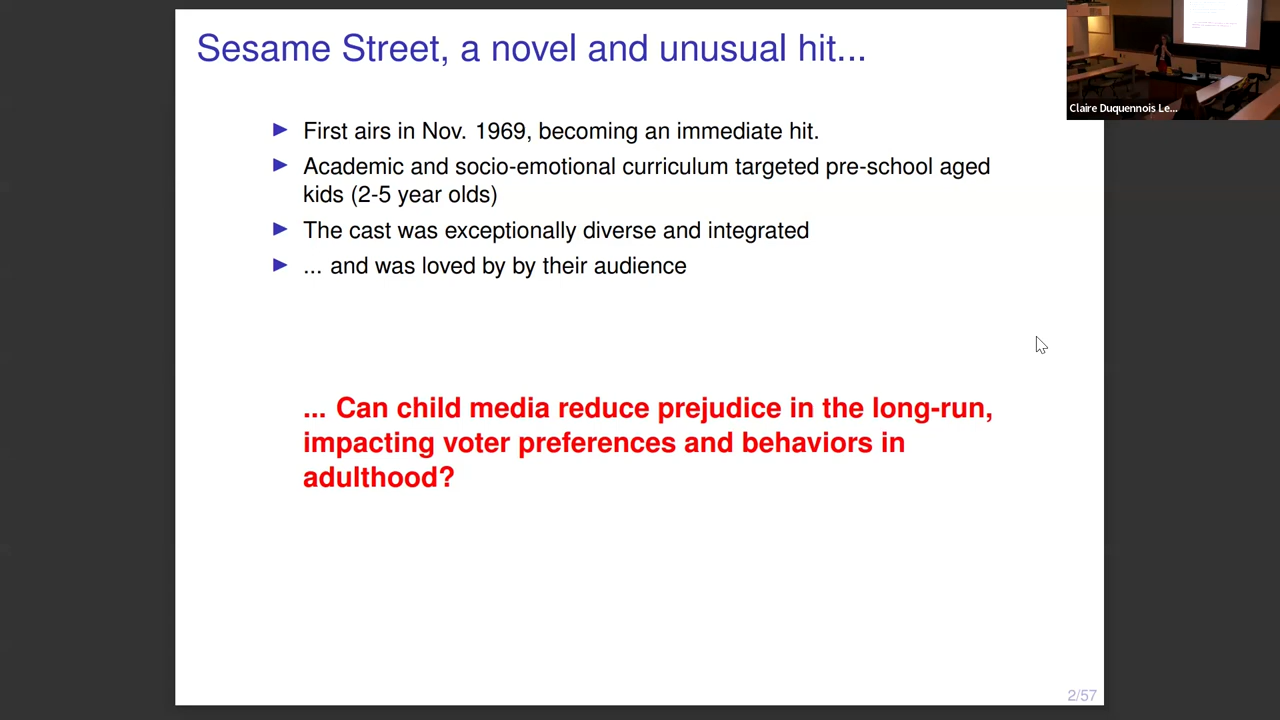 Sesame Street, a novel and unusual hit...
▶ First airs in Nov. 1969, becoming an immediate hit.
▶ Academic and socio-emotional curriculum targeted pre-school aged
kids (2-5 year olds)
▶ The cast was exceptionally diverse and integrated
▶ ... and was loved by by their audience
... Can child media reduce prejudice in the long-run,
impacting voter preferences and behaviors in
adulthood?
2/57
Claire Duquennois Le...